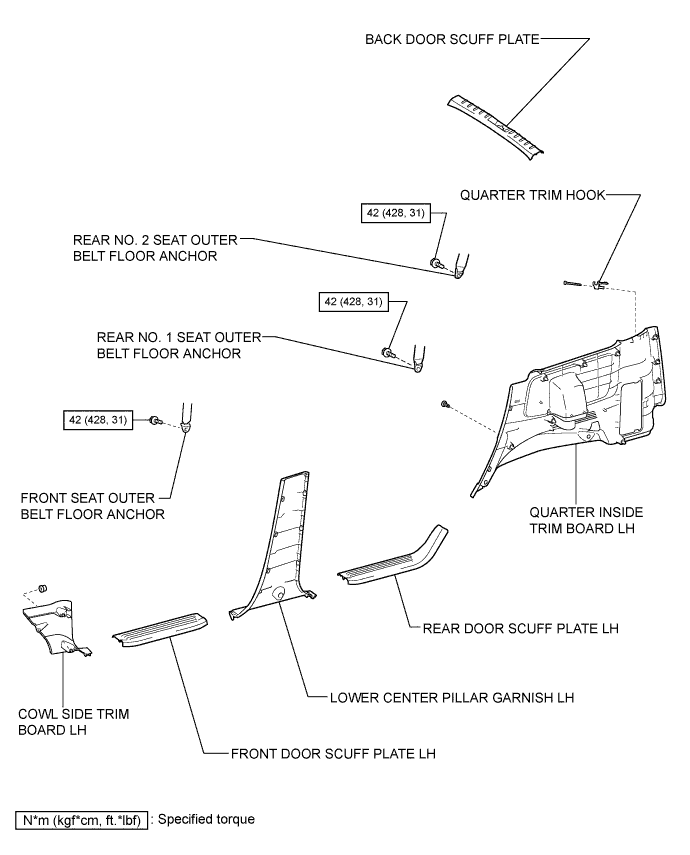 BACK DOOR SCUFF PLATE
QUARTER TRIM HOOK
42 (428, 31)
REAR NO. 2 SEAT OUTER
BELT FLOOR ANCHOR
42 (428, 31)
REAR NO. 1 SEAT OUTER
BELT FLOOR ANCHOR
42 (428, 31)
FRONT SEAT OUTER
BELT FLOOR ANCHOR
QUARTER INSIDE
TRIM BOARD LH
REAR DOOR SCUFF PLATE LH
LOWER CENTER PILLAR GARNISH LH
COWL SIDE TRIM
BOARD LH
FRONT DOOR SCUFF PLATE LH
N*m (kgf*cm, ft.*lbf) : Specified torque